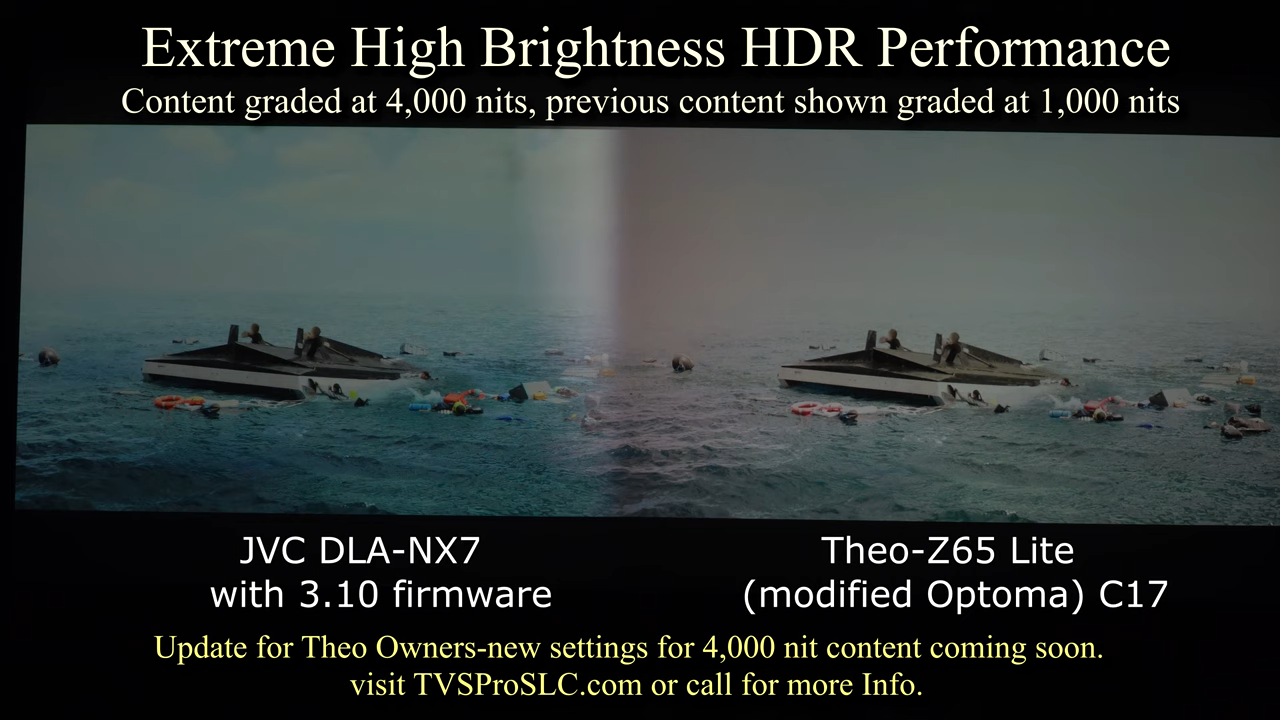 Extreme High Brightness HDR Performance
Content graded at 4,000 nits, previous content shown graded at 1,000 nits
JVC DLA-NX7
with 3.10 firmware
Theo-Z65 Lite
(modified Optoma) C17
Update for Theo Owners-new settings for 4,000 nit content coming soon.
visit TVSProSLC.com or call for more Info.